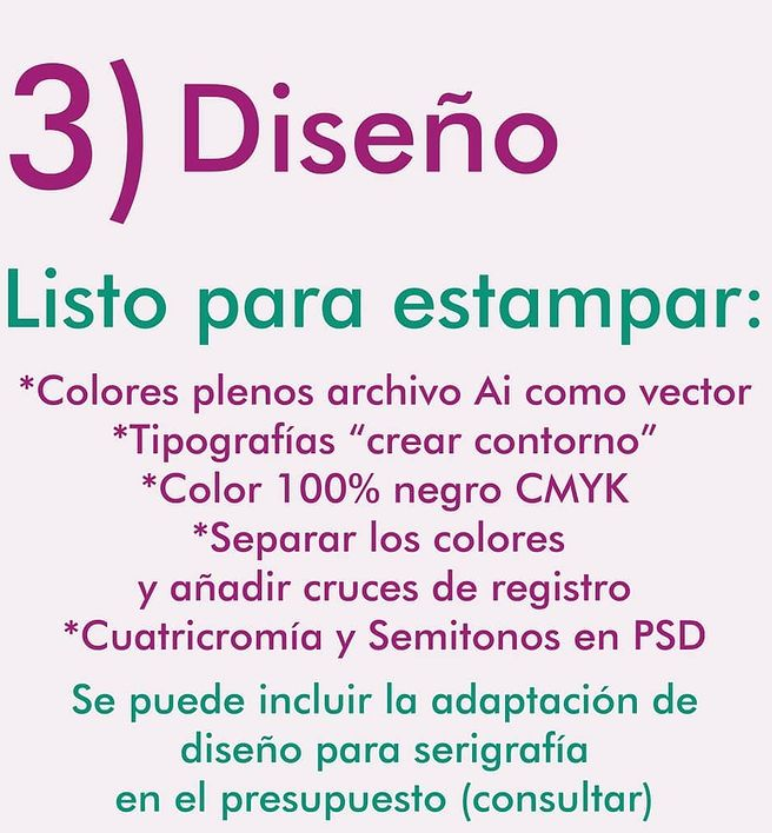 3) Diseño
Listo para estampar:
*Colores plenos archivo Ai como vector
*Tipografías “crear contorno”
*Color 100% negro CMYK
*Separar los colores
y añadir cruces de registro
*Cuatricromía y Semitonos en PSD
Se puede incluir la adaptación de
diseño para serigrafía
en el presupuesto (consultar)